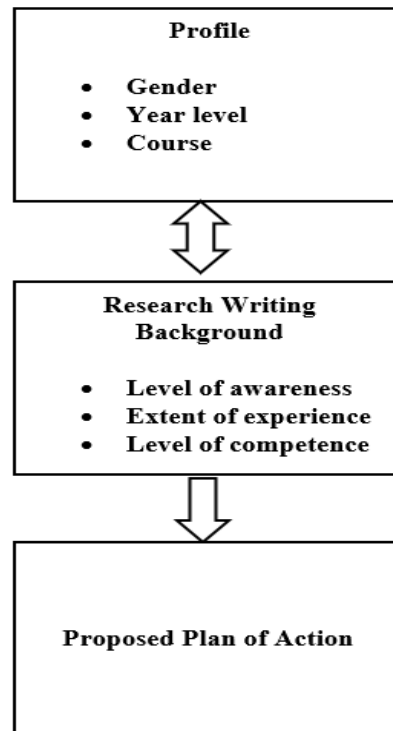 Profile
• Gender
• Year level
• Course
Research Writing
Background
• Level of awareness
• Extent of experience
• Level of competence
Proposed Plan of Action